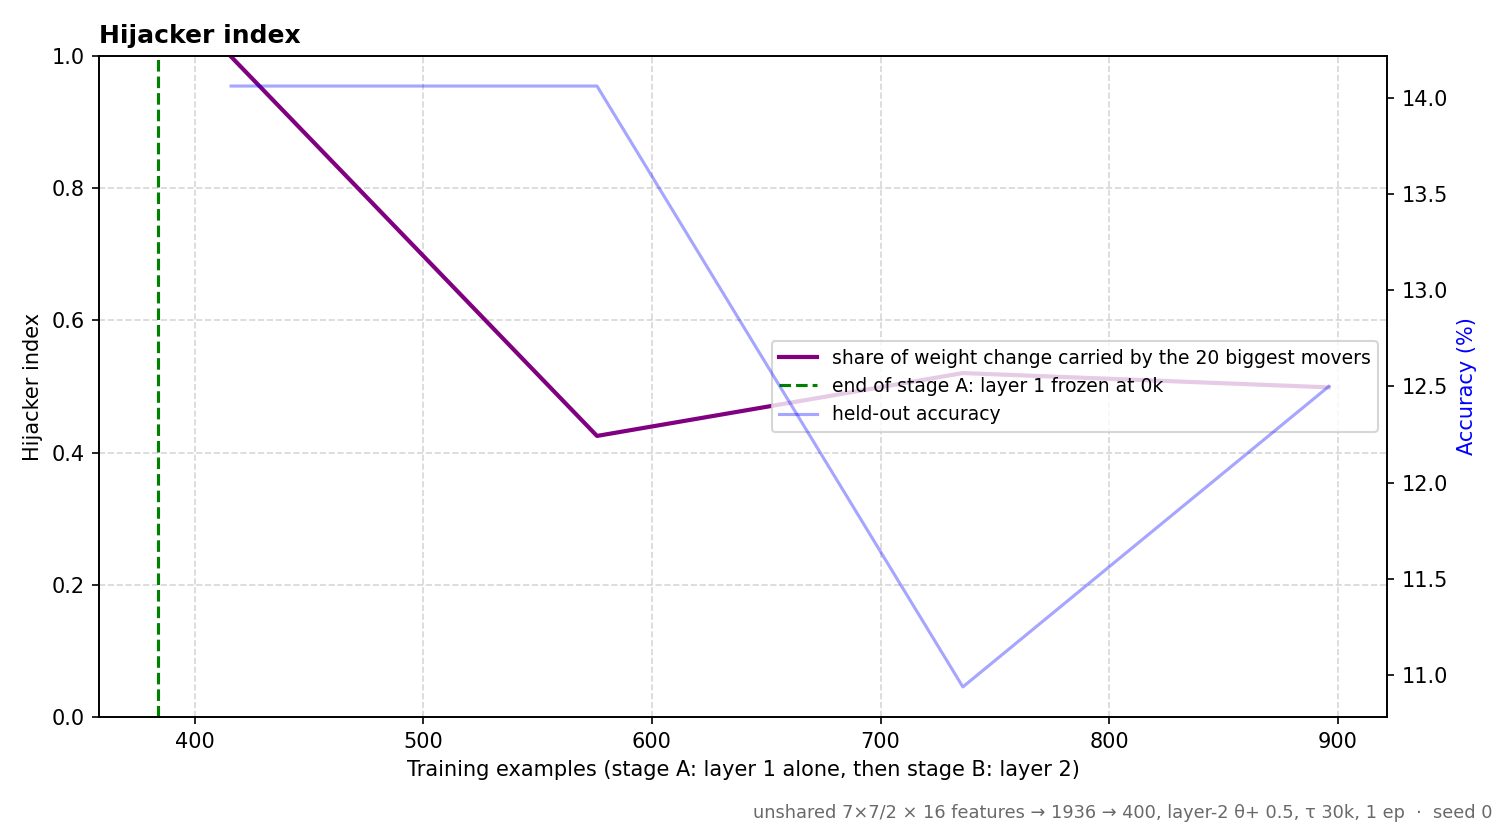 Hijacker index
1.0
0.8
0.6
0.4
0.2
0.0
Hijacker index
14.0
13.5
13.0
12.5
12.0
11.5
11.0
Accuracy (%)
share of weight change carried by the 20 biggest movers
end of stage A: layer 1 frozen at 0k
held-out accuracy
400 500 600 700 800 900
Training examples (stage A: layer 1 alone, then stage B: layer 2)
unshared 7×7/2 × 16 features → 1936 → 400, layer-2 θ+ 0.5, τ 30k, 1 ep · seed 0